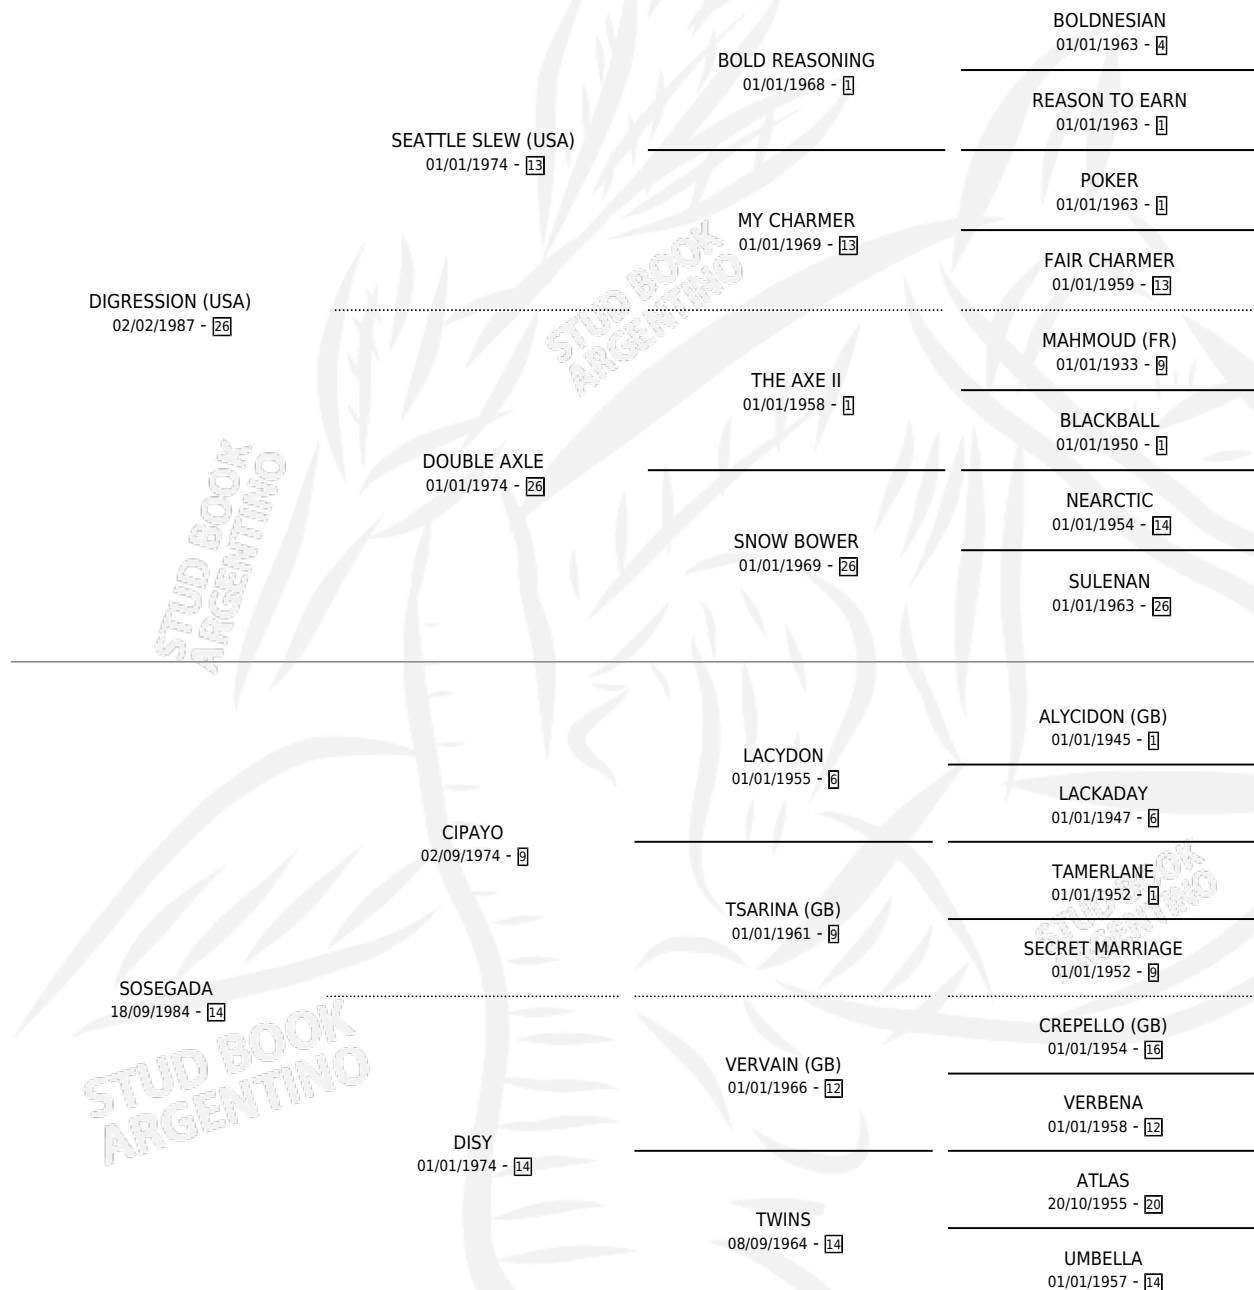 BOLDNESIAN
01/01/1963 - 4
BOLD REASONING
01/01/1968 - 1
REASON TO EARN
01/01/1963 - 1
SEATTLE SLEW (USA)
01/01/1974 - 13
POKER
01/01/1963 - 1
MY CHARMER
01/01/1969 - 13
FAIR CHARMER
01/01/1959 - 13
DIGRESSION (USA)
02/02/1987 - 26
MAHMOUD (FR)
01/01/1933 - 9
THE AXE II
01/01/1958 - 1
BLACKBALL
01/01/1950 - 1
DOUBLE AXLE
01/01/1974 - 26
NEARCTIC
01/01/1954 - 14
SNOW BOWER
01/01/1969 - 26
SULENAN
01/01/1963 - 26
ALYCIDON (GB)
01/01/1945 - 1
LACYDON
01/01/1955 - 6
LACKADAY
01/01/1947 - 6
CIPAYO
02/09/1974 - 9
TAMERLANE
01/01/1952 - 1
TSARINA (GB)
01/01/1961 - 9
SECRET MARRIAGE
01/01/1952 - 9
SOSEGADA
18/09/1984 - 14
CREPELLO (GB)
01/01/1954 - 16
VERVAIN (GB)
01/01/1966 - 12
VERBENA
01/01/1958 - 12
DISY
01/01/1974 - 14
ATLAS
20/10/1955 - 20
TWINS
08/09/1964 - 14
UMBELLA
01/01/1957 - 14
STUD BOOK
ARGENTINO
STUD BOOK
ARGENTINO
STUD BOOK
ARGENTINO
STUD BOOK
ARGENTINO